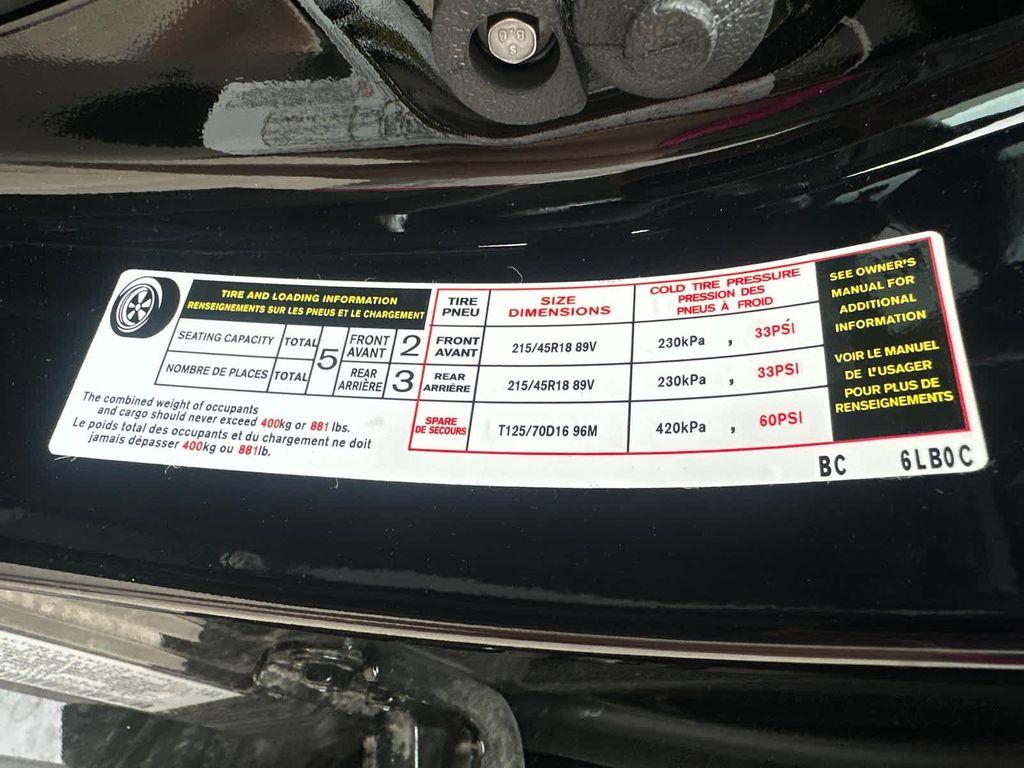 S
8.8
TIRE AND LOADING INFORMATION
RENSEIGNEMENTS SUR LES PNEUS ET LE CHARGEMENT
SEATING CAPACITY TOTAL 5 FRONT AVANT 2
NOMBRE DE PLACES TOTAL REAR ARRIÈRE 3
The combined weight of occupants
and cargo should never exceed 400kg or 881 lbs.
Le poids total des occupants et du chargement ne doit
jamais dépasser 400kg ou 881lb.
TIRE PNEU SIZE DIMENSIONS COLD TIRE PRESSURE PRESSION DES PNEUS À FROID
FRONT AVANT 215/45R18 89V 230kPa , 33PSI
REAR ARRIÈRE 215/45R18 89V 230kPa , 33PSI
SPARE DE SECOURS T125/70D16 96M 420kPa , 60PSI
SEE OWNER'S
MANUAL FOR
ADDITIONAL
INFORMATION
VOIR LE MANUEL
DE L'USAGER
POUR PLUS DE
RENSEIGNEMENTS
BC 6LB0C